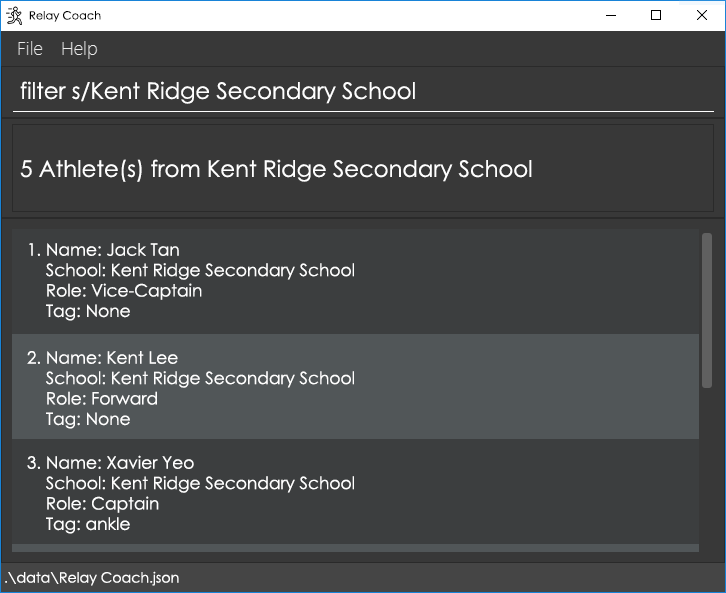 Relay Coach
File Help
filter s/Kent Ridge Secondary School
5 Athlete(s) from Kent Ridge Secondary School
1. Name: Jack Tan
School: Kent Ridge Secondary School
Role: Vice-Captain
Tag: None
2. Name: Kent Lee
School: Kent Ridge Secondary School
Role: Forward
Tag: None
3. Name: Xavier Yeo
School: Kent Ridge Secondary School
Role: Captain
Tag: ankle
.\data\Relay Coach.json